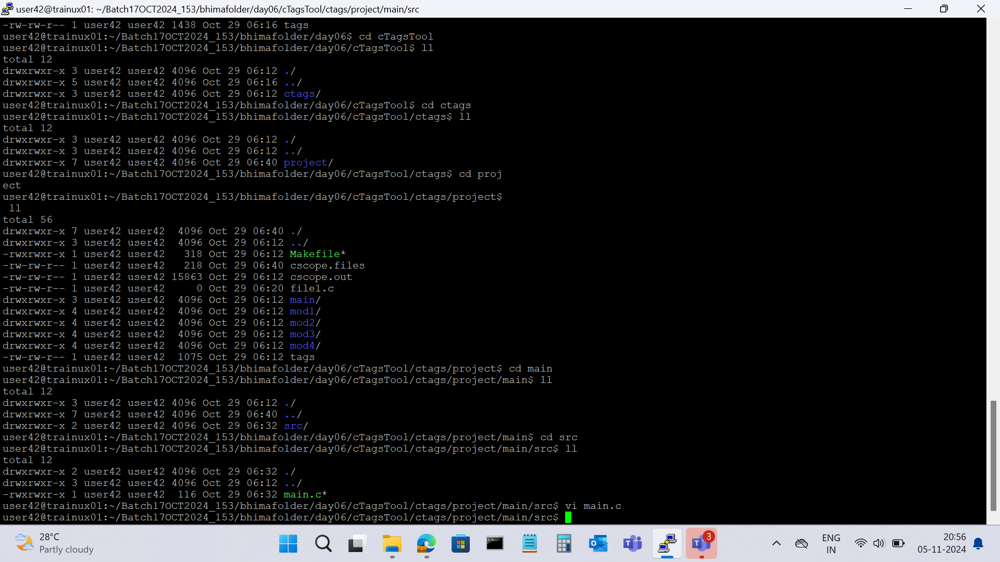 user42@trainux01: ~/Batch17OCT2024_153/bhimafolder/day06/cTagsTool/ctags/project/main/src
-rw-rw-r-- 1 user42 user42 1438 Oct 29 06:16 tags
user42@trainux01:~/Batch17OCT2024_153/bhimafolder/day06$ cd cTagsTool
user42@trainux01:~/Batch17OCT2024_153/bhimafolder/day06/cTagsTool$ ll
total 12
drwxrwxr-x 3 user42 user42 4096 Oct 29 06:12 ./
drwxrwxr-x 5 user42 user42 4096 Oct 29 06:16 ../
drwxrwxr-x 3 user42 user42 4096 Oct 29 06:12 ctags/
user42@trainux01:~/Batch17OCT2024_153/bhimafolder/day06/cTagsTool$ cd ctags
user42@trainux01:~/Batch17OCT2024_153/bhimafolder/day06/cTagsTool/ctags$ ll
total 12
drwxrwxr-x 3 user42 user42 4096 Oct 29 06:12 ./
drwxrwxr-x 3 user42 user42 4096 Oct 29 06:12 ../
drwxrwxr-x 7 user42 user42 4096 Oct 29 06:40 project/
user42@trainux01:~/Batch17OCT2024_153/bhimafolder/day06/cTagsTool/ctags$ cd proj
ect
user42@trainux01:~/Batch17OCT2024_153/bhimafolder/day06/cTagsTool/ctags/project$
 ll
total 56
drwxrwxr-x 7 user42 user42  4096 Oct 29 06:40 ./
drwxrwxr-x 3 user42 user42  4096 Oct 29 06:12 ../
-rwxrwxr-x 1 user42 user42   318 Oct 29 06:12 Makefile*
-rw-rw-r-- 1 user42 user42   218 Oct 29 06:40 cscope.files
-rw-rw-r-- 1 user42 user42 15863 Oct 29 06:12 cscope.out
-rw-rw-r-- 1 user42 user42     0 Oct 29 06:20 file1.c
drwxrwxr-x 3 user42 user42  4096 Oct 29 06:12 main/
drwxrwxr-x 4 user42 user42  4096 Oct 29 06:12 mod1/
drwxrwxr-x 4 user42 user42  4096 Oct 29 06:12 mod2/
drwxrwxr-x 4 user42 user42  4096 Oct 29 06:12 mod3/
drwxrwxr-x 4 user42 user42  4096 Oct 29 06:12 mod4/
-rw-rw-r-- 1 user42 user42  1075 Oct 29 06:12 tags
user42@trainux01:~/Batch17OCT2024_153/bhimafolder/day06/cTagsTool/ctags/project$ cd main
user42@trainux01:~/Batch17OCT2024_153/bhimafolder/day06/cTagsTool/ctags/project/main$ ll
total 12
drwxrwxr-x 3 user42 user42 4096 Oct 29 06:12 ./
drwxrwxr-x 7 user42 user42 4096 Oct 29 06:40 ../
drwxrwxr-x 2 user42 user42 4096 Oct 29 06:32 src/
user42@trainux01:~/Batch17OCT2024_153/bhimafolder/day06/cTagsTool/ctags/project/main$ cd src
user42@trainux01:~/Batch17OCT2024_153/bhimafolder/day06/cTagsTool/ctags/project/main/src$ ll
total 12
drwxrwxr-x 2 user42 user42 4096 Oct 29 06:32 ./
drwxrwxr-x 3 user42 user42 4096 Oct 29 06:12 ../
-rwxrwxr-x 1 user42 user42  116 Oct 29 06:32 main.c*
user42@trainux01:~/Batch17OCT2024_153/bhimafolder/day06/cTagsTool/ctags/project/main/src$ vi main.c
user42@trainux01:~/Batch17OCT2024_153/bhimafolder/day06/cTagsTool/ctags/project/main/src$
28°C
Partly cloudy
3
ENG
IN
20:56
05-11-2024